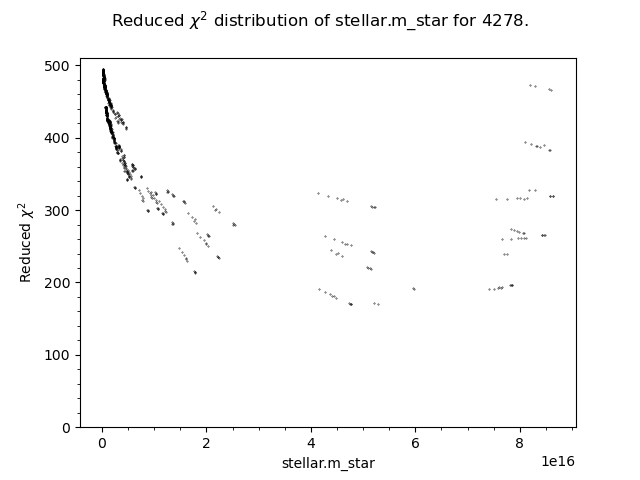 Reduced χ² distribution of stellar.m_star for 4278.
Reduced χ²
500
400
300
200
100
0
0 2 4 6 8
1e16
stellar.m_star